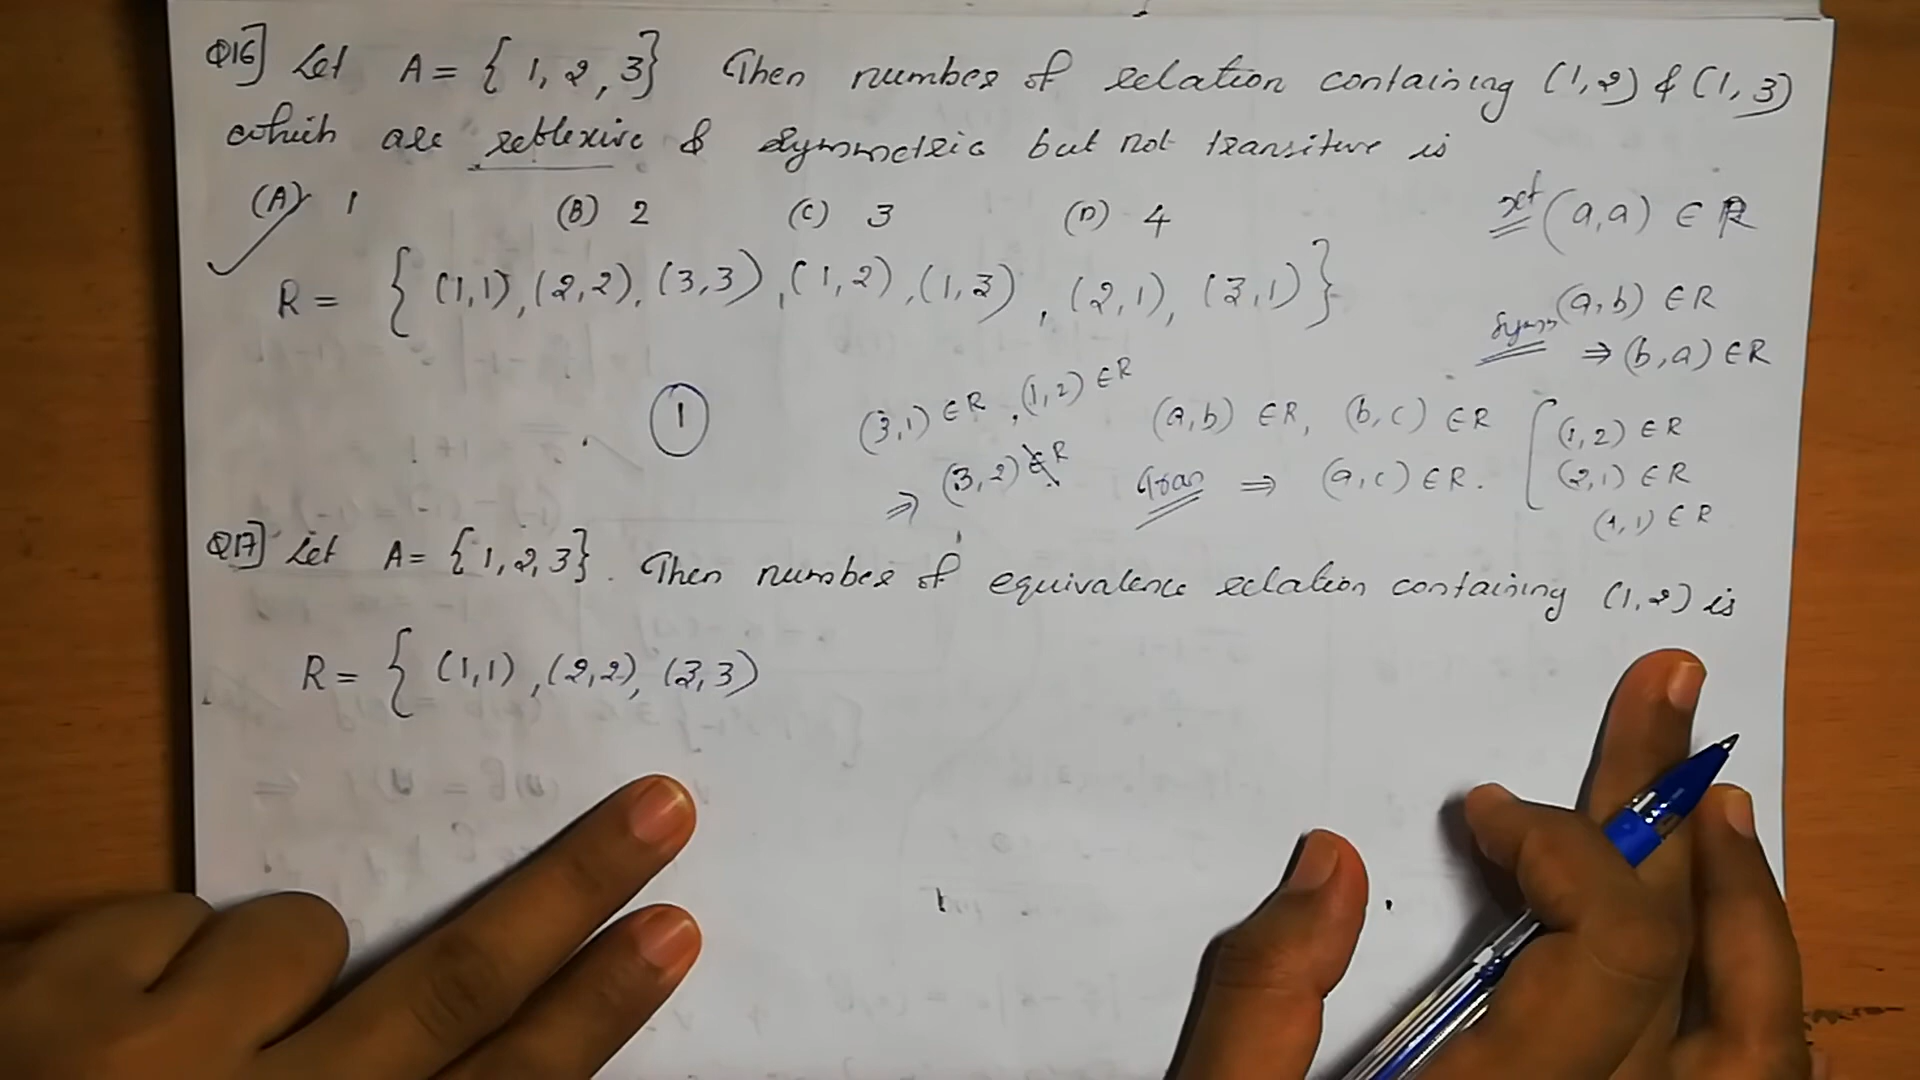 Q16] Let A = { 1, 2, 3} Then number of relation containing (1, 2) & (1, 3)
which are reflexive & symmetric but not transitive is
(A) 1 (B) 2 (C) 3 (D) 4
ref (a,a) ∈ R
R = { (1,1), (2,2), (3,3), (1,2), (1,3), (2,1), (3,1) }
Symm (a,b) ∈ R
⇒ (b,a) ∈ R
1
(3,1) ∈ R, (1,2) ∈ R
⇒ (3,2) ∉ R
(a,b) ∈ R, (b,c) ∈ R
Tran ⇒ (a,c) ∈ R.
[ (1,2) ∈ R
(2,1) ∈ R
(1,1) ∈ R
Q17] Let A = {1,2,3}. Then number of equivalence relation containing (1,2) is
R = { (1,1), (2,2), (3,3)